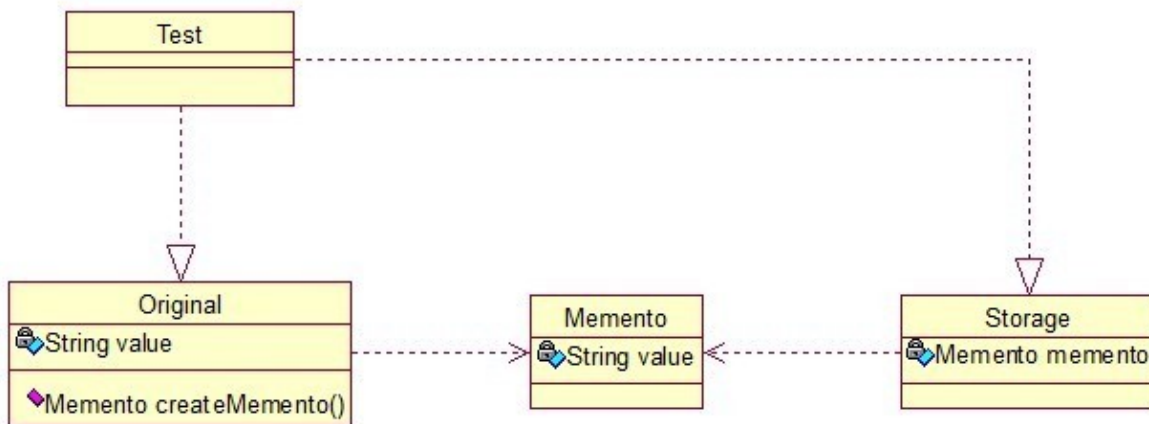 Test
Original
String value
Memento createMemento()
Memento
String value
Storage
Memento memento